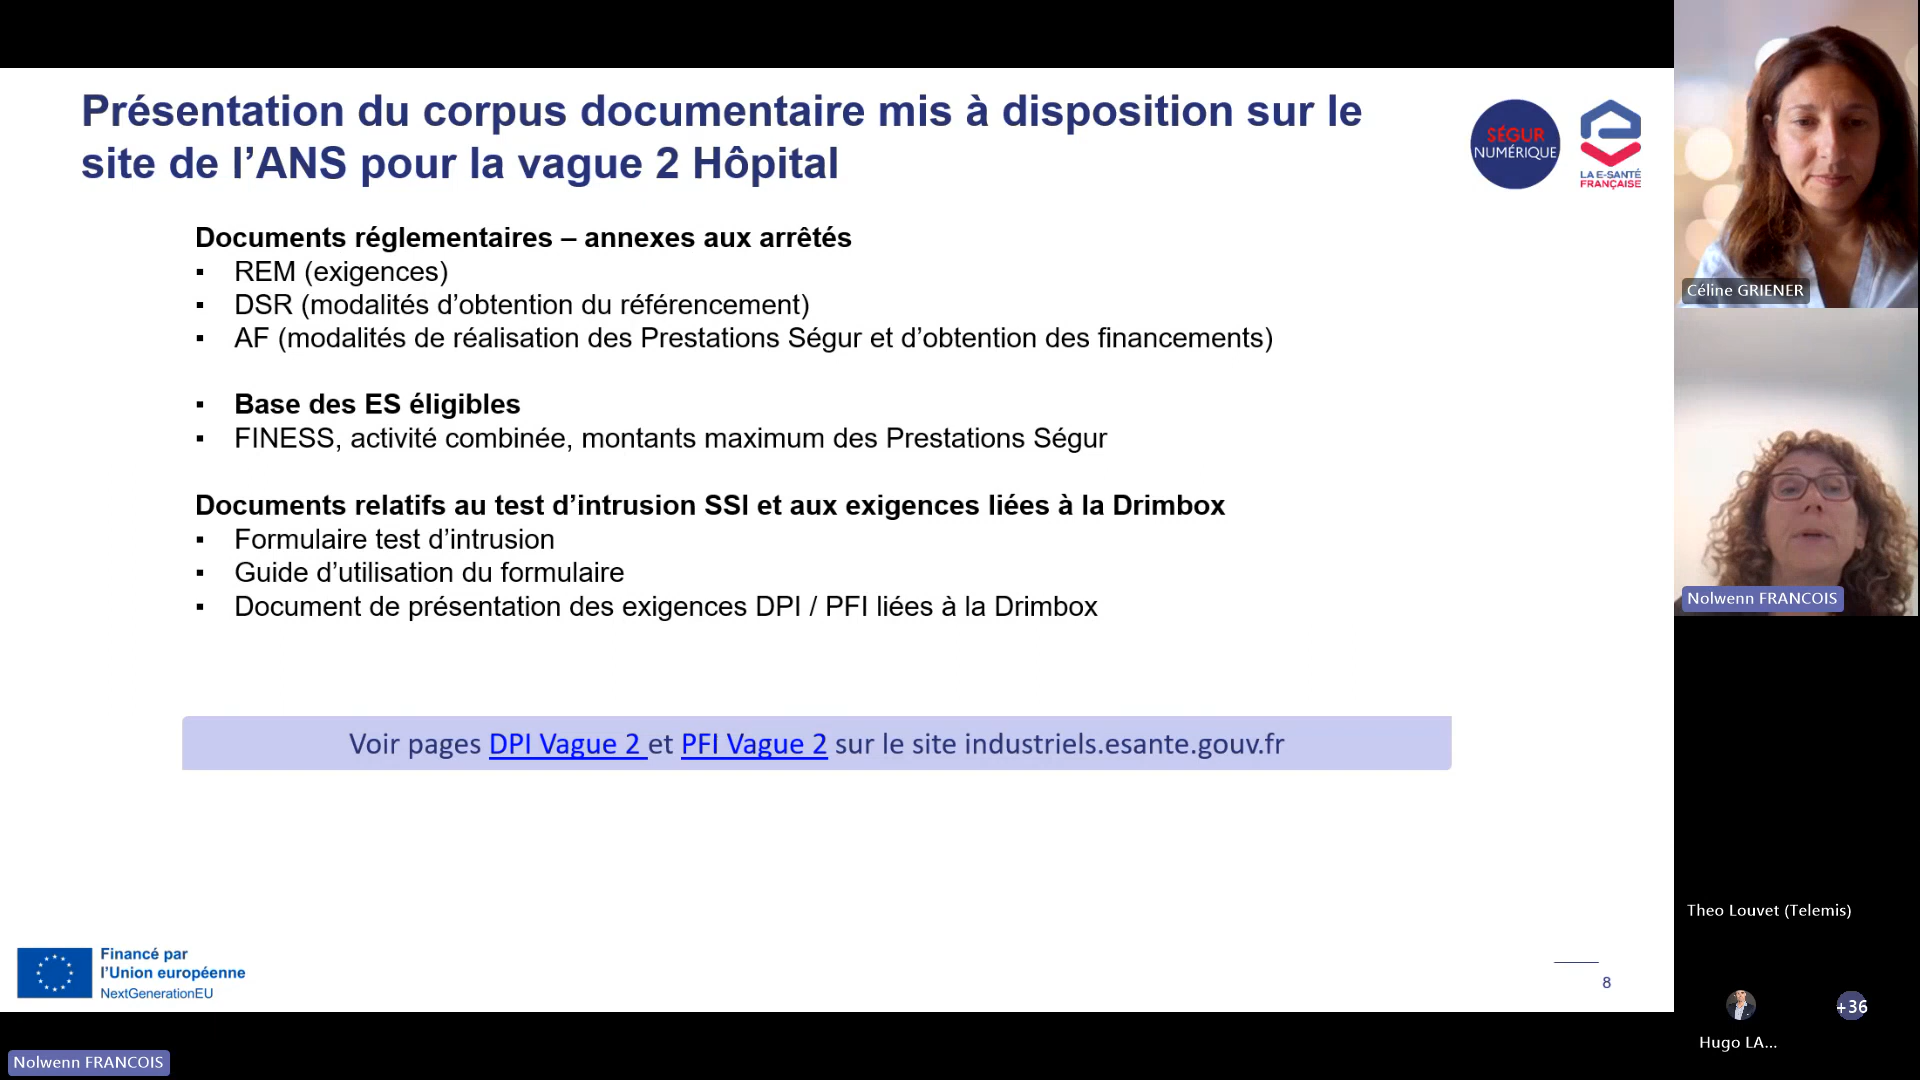 Présentation du corpus documentaire mis à disposition sur le
site de l’ANS pour la vague 2 Hôpital
SÉGUR
NUMÉRIQUE
LA E-SANTÉ
FRANÇAISE
Documents réglementaires – annexes aux arrêtés
▪ REM (exigences)
▪ DSR (modalités d’obtention du référencement)
▪ AF (modalités de réalisation des Prestations Ségur et d’obtention des financements)
▪ Base des ES éligibles
▪ FINESS, activité combinée, montants maximum des Prestations Ségur
Documents relatifs au test d’intrusion SSI et aux exigences liées à la Drimbox
▪ Formulaire test d’intrusion
▪ Guide d’utilisation du formulaire
▪ Document de présentation des exigences DPI / PFI liées à la Drimbox
Voir pages DPI Vague 2 et PFI Vague 2 sur le site industriels.esante.gouv.fr
Financé par
l’Union européenne
NextGenerationEU
8
Nolwenn FRANCOIS
Céline GRIENER
Nolwenn FRANCOIS
Theo Louvet (Telemis)
+36
Hugo LA...